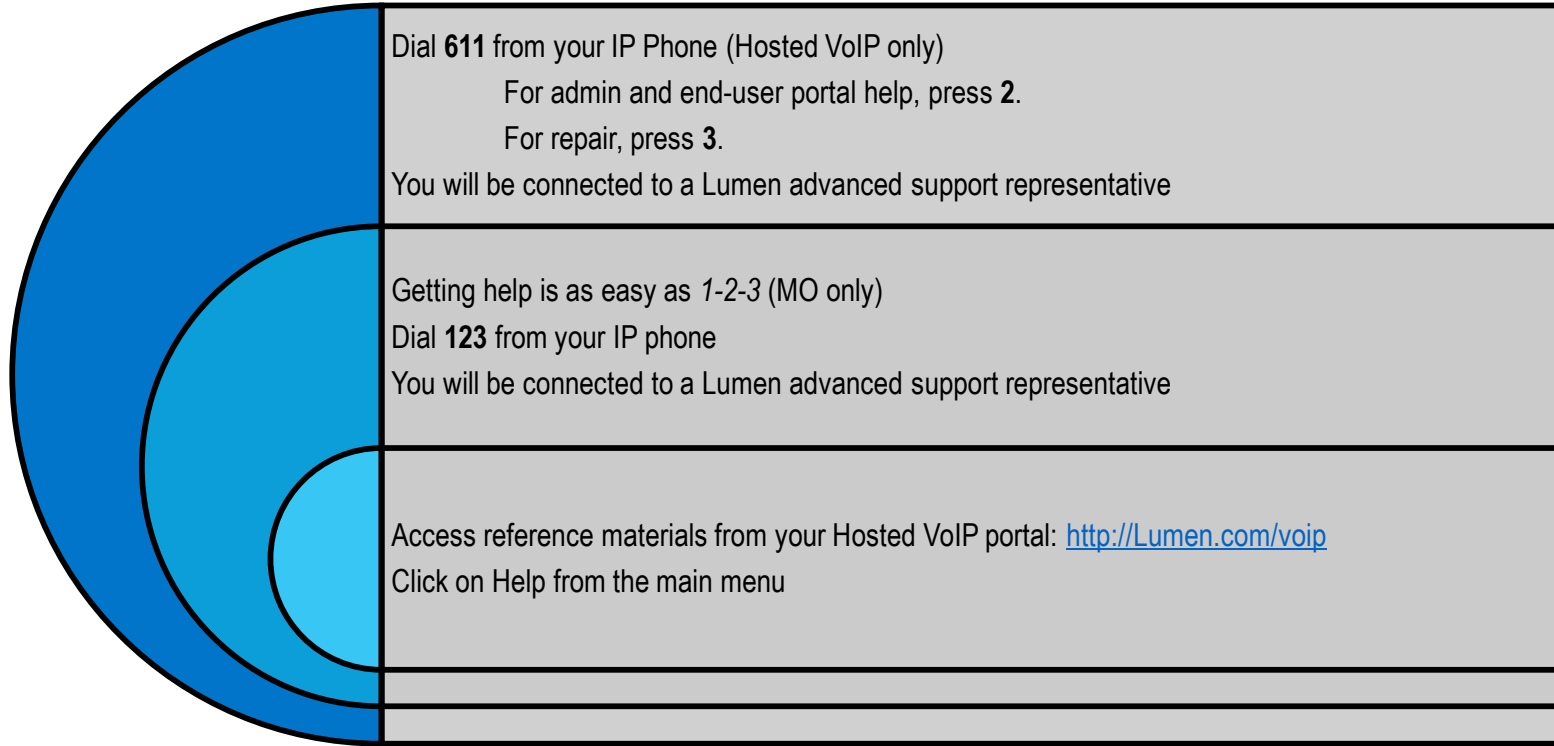 Dial 611 from your IP Phone (Hosted VoIP only)
For admin and end-user portal help, press 2.
For repair, press 3.
You will be connected to a Lumen advanced support representative
Getting help is as easy as 1-2-3 (MO only)
Dial 123 from your IP phone
You will be connected to a Lumen advanced support representative
Access reference materials from your Hosted VoIP portal: http://Lumen.com/voip
Click on Help from the main menu